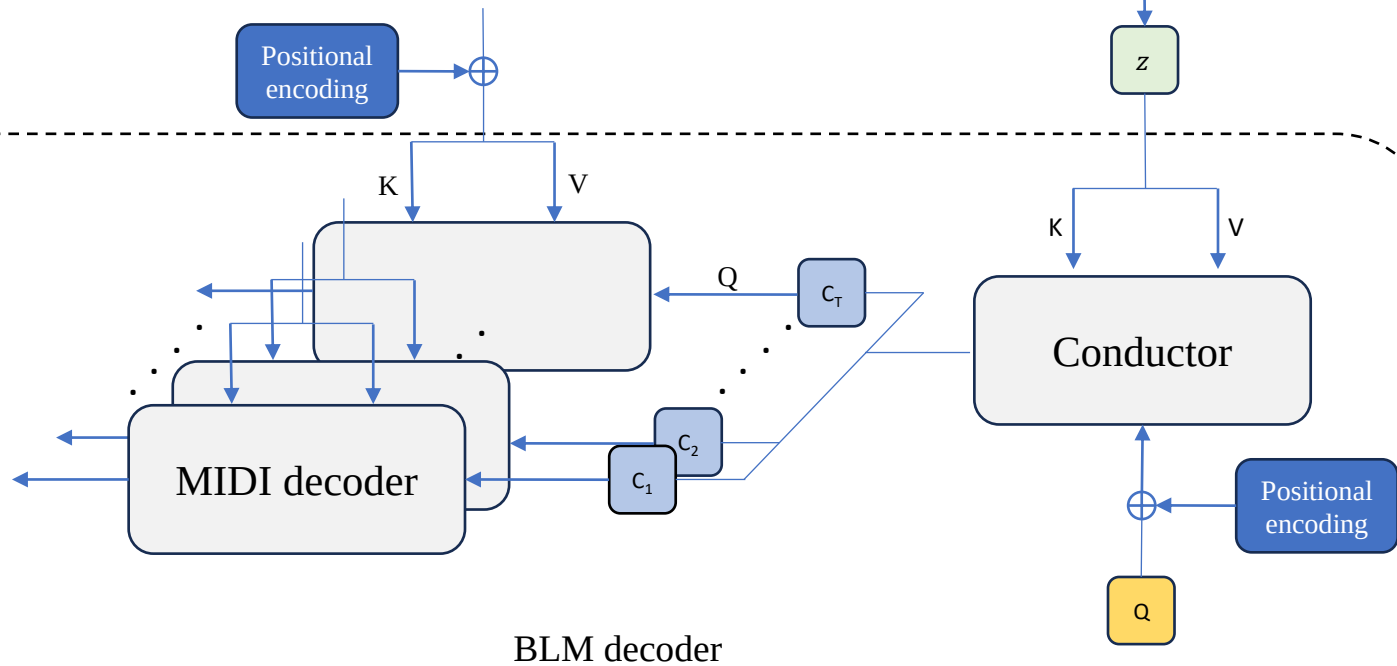 Positional
encoding
z
K
V
K
V
Q
C_T
Conductor
C_2
C_1
MIDI decoder
Positional
encoding
Q
BLM decoder